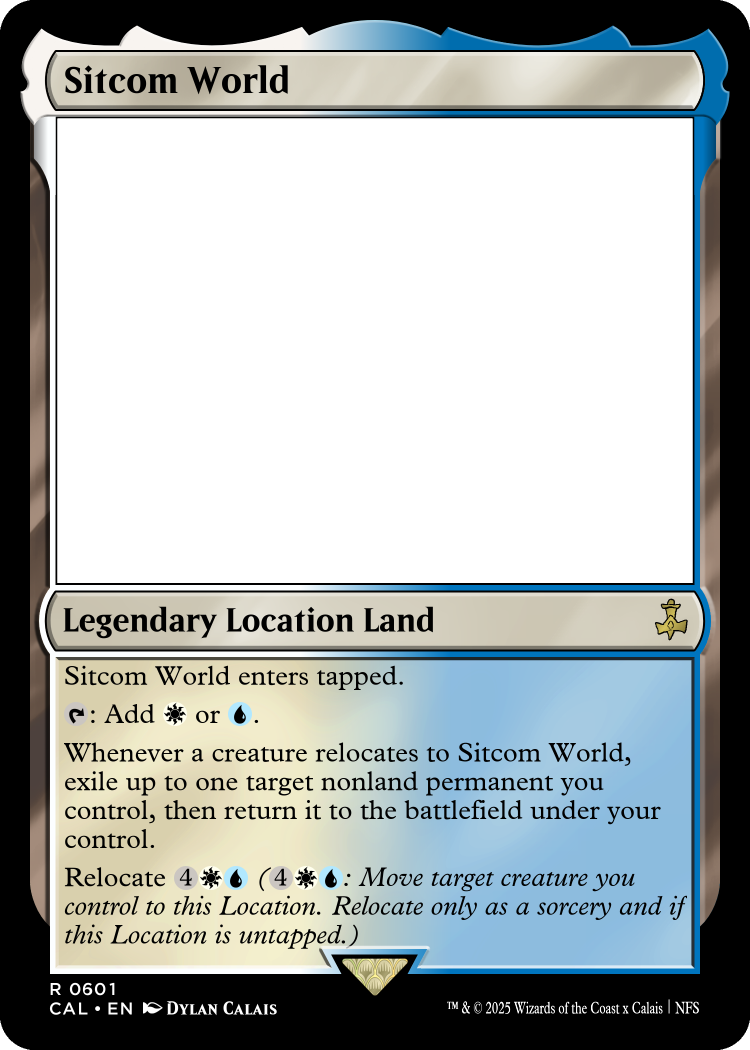 Sitcom World
Legendary Location Land
Sitcom World enters tapped.
: Add or .
Whenever a creature relocates to Sitcom World,
exile up to one target nonland permanent you
control, then return it to the battlefield under your
control.
Relocate 4 (4 : Move target creature you
control to this Location. Relocate only as a sorcery and if
this Location is untapped.)
R 0601
CAL • EN Dylan Calais
™ & © 2025 Wizards of the Coast x Calais | NFS